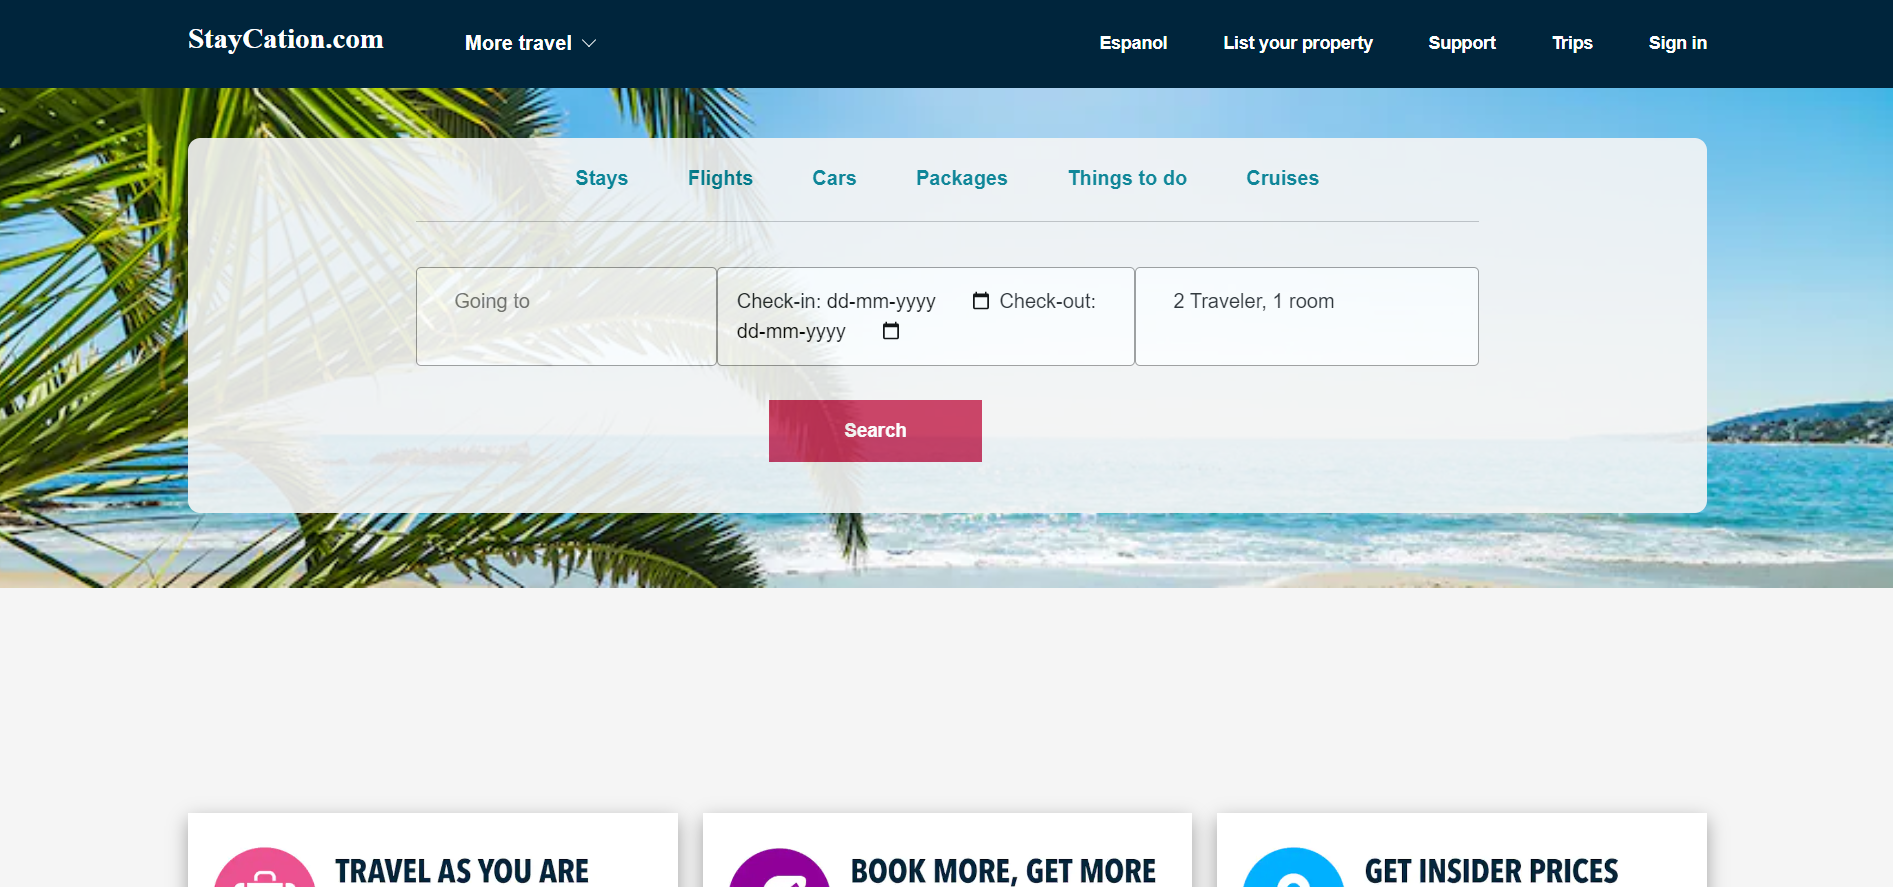 StayCation.com
More travel
Espanol
List your property
Support
Trips
Sign in
Stays
Flights
Cars
Packages
Things to do
Cruises
Going to
Check-in: dd-mm-yyyy Check-out:
dd-mm-yyyy
2 Traveler, 1 room
Search
TRAVEL AS YOU ARE
BOOK MORE, GET MORE
GET INSIDER PRICES